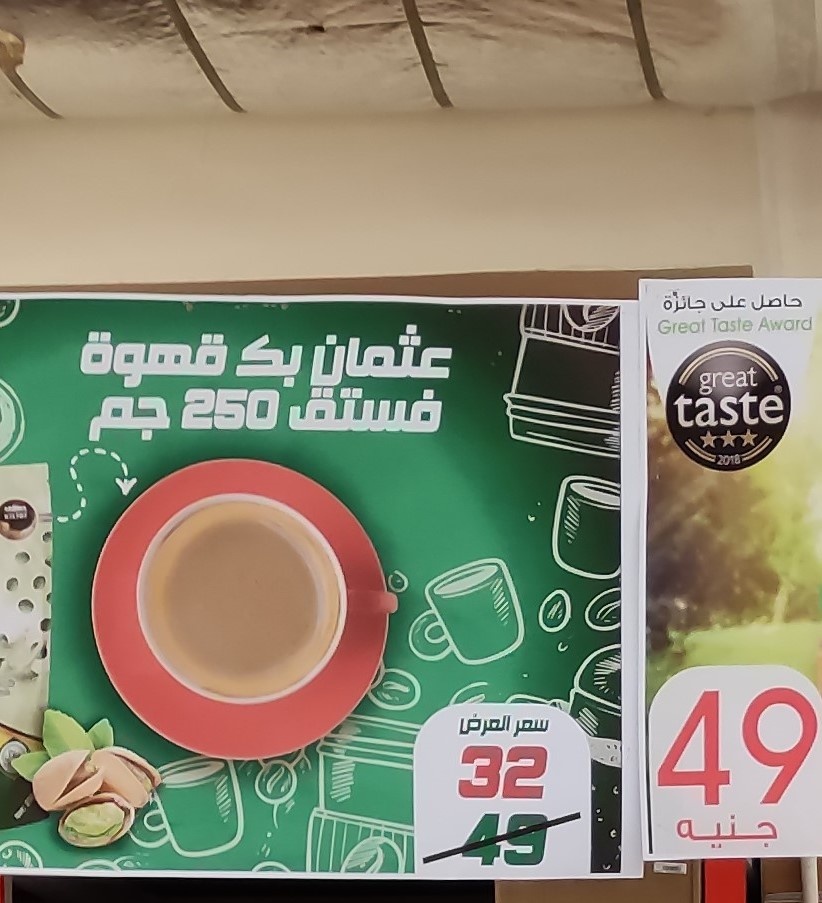 عثمان بك قهوة
فستق 250 جم
سعر العرض
32
49
حاصل على جائزة
Great Taste Award
great
taste
2018
49
جنيه